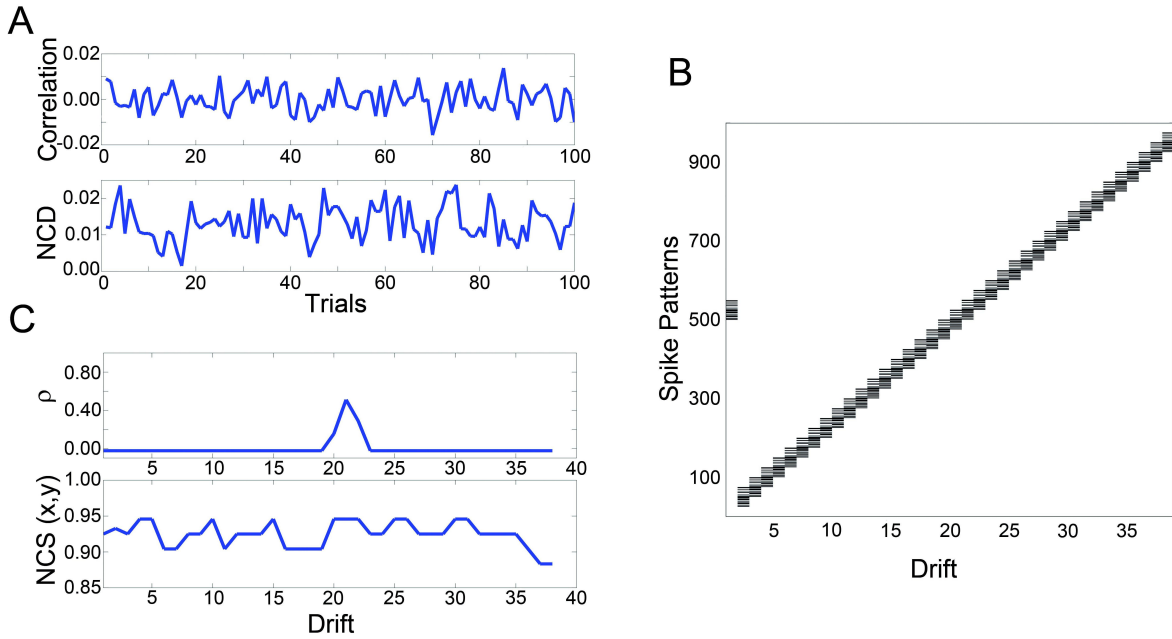 A
Correlation
0.02
0.00
-0.02
0 20 40 60 80 100
NCD
0.02
0.01
0.00
0 20 40 60 80 100
Trials
B
Spike Patterns
900
700
500
300
100
5 10 15 20 25 30 35
Drift
C
ρ
0.80
0.40
0.00
5 10 15 20 25 30 35 40
NCS (x,y)
1.00
0.95
0.90
0.85
5 10 15 20 25 30 35 40
Drift